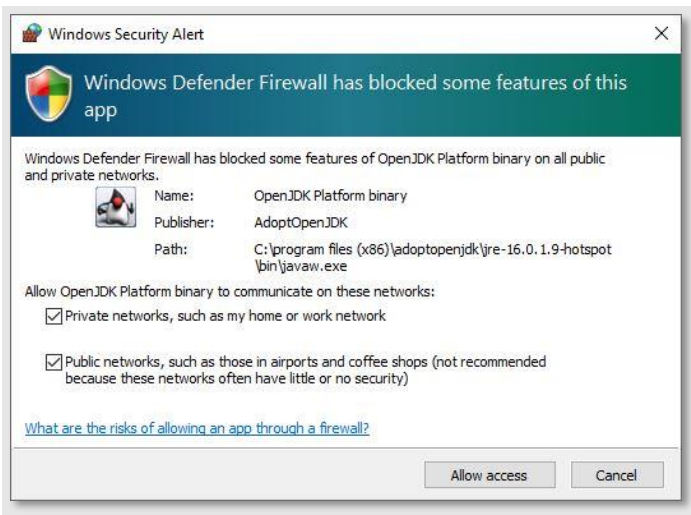 Windows Security Alert
Windows Defender Firewall has blocked some features of this
app
Windows Defender Firewall has blocked some features of OpenJDK Platform binary on all public
and private networks.
Name: OpenJDK Platform binary
Publisher: AdoptOpenJDK
Path: C:\program files (x86)\adoptopenjdk\jre-16.0.1.9-hotspot
\bin\javaw.exe
Allow OpenJDK Platform binary to communicate on these networks:
Private networks, such as my home or work network
Public networks, such as those in airports and coffee shops (not recommended
because these networks often have little or no security)
What are the risks of allowing an app through a firewall?
Allow access Cancel